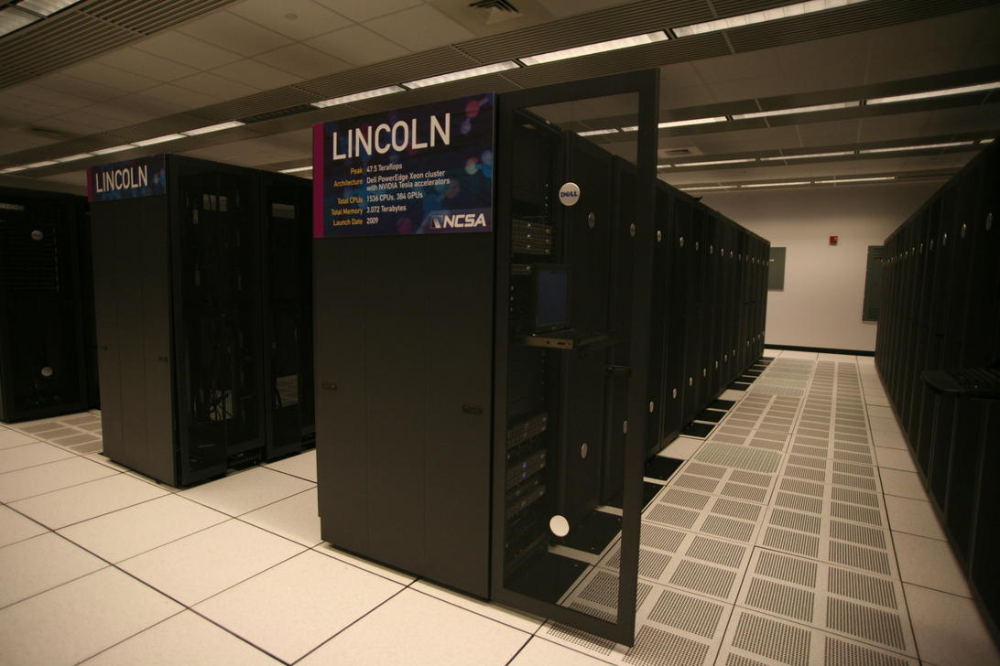 LINCOLN
LINCOLN
Peak 47.5 Teraflops
Architecture Dell PowerEdge Xeon cluster
with NVIDIA Tesla accelerators
Total CPUs 1536 CPUs, 384 GPUs
Total Memory 3.072 Terabytes
Launch Date 2009
NCSA
DELL